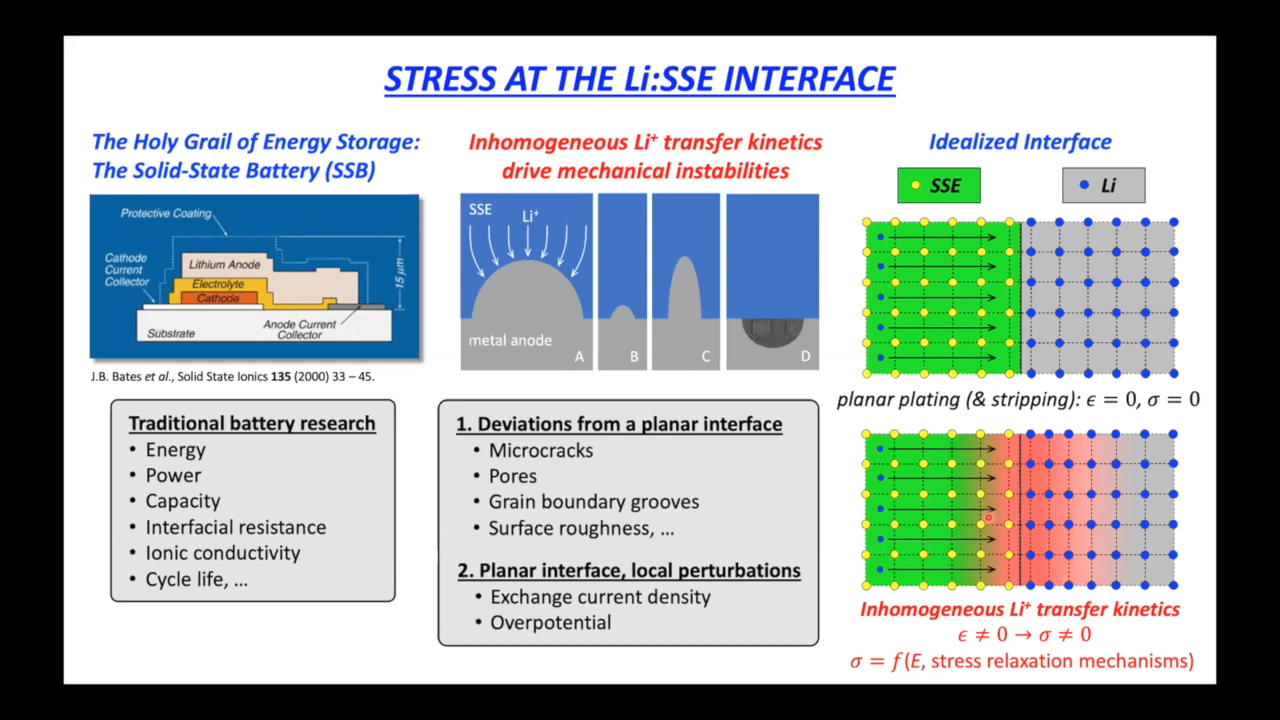 STRESS AT THE Li:SSE INTERFACE
The Holy Grail of Energy Storage:
The Solid-State Battery (SSB)
Protective Coating
Cathode
Current
Collector
Lithium Anode
Electrolyte
Cathode
15 μm
Substrate
Anode Current
Collector
J.B. Bates et al., Solid State Ionics 135 (2000) 33 – 45.
Traditional battery research
• Energy
• Power
• Capacity
• Interfacial resistance
• Ionic conductivity
• Cycle life, …
Inhomogeneous Li⁺ transfer kinetics
drive mechanical instabilities
SSE
Li⁺
metal anode
A
B
C
D
1. Deviations from a planar interface
• Microcracks
• Pores
• Grain boundary grooves
• Surface roughness, …
2. Planar interface, local perturbations
• Exchange current density
• Overpotential
Idealized Interface
SSE
Li
planar plating (& stripping): ϵ = 0, σ = 0
Inhomogeneous Li⁺ transfer kinetics
ϵ ≠ 0 → σ ≠ 0
σ = f(E, stress relaxation mechanisms)